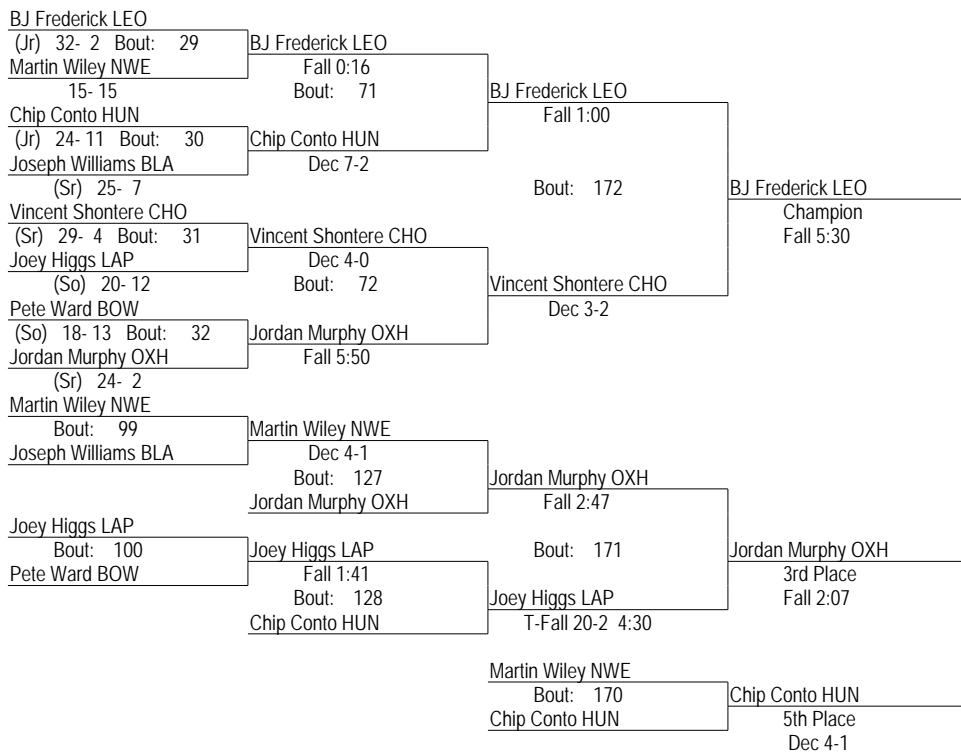 BJ Frederick LEO
(Jr) 32- 2 Bout: 29
BJ Frederick LEO
Martin Wiley NWE
Fall 0:16
15- 15
Bout: 71
BJ Frederick LEO
Chip Conto HUN
Fall 1:00
(Jr) 24- 11 Bout: 30
Chip Conto HUN
Joseph Williams BLA
Dec 7-2
(Sr) 25- 7
Bout: 172
BJ Frederick LEO
Vincent Shontere CHO
Champion
(Sr) 29- 4 Bout: 31
Vincent Shontere CHO
Fall 5:30
Joey Higgs LAP
Dec 4-0
(So) 20- 12
Bout: 72
Vincent Shontere CHO
Pete Ward BOW
Dec 3-2
(So) 18- 13 Bout: 32
Jordan Murphy OXH
Jordan Murphy OXH
Fall 5:50
(Sr) 24- 2
Martin Wiley NWE
Bout: 99
Martin Wiley NWE
Joseph Williams BLA
Dec 4-1
Bout: 127
Jordan Murphy OXH
Jordan Murphy OXH
Fall 2:47
Joey Higgs LAP
Bout: 100
Joey Higgs LAP
Bout: 171
Jordan Murphy OXH
Pete Ward BOW
Fall 1:41
3rd Place
Bout: 128
Joey Higgs LAP
Fall 2:07
Chip Conto HUN
T-Fall 20-2 4:30
Martin Wiley NWE
Bout: 170
Chip Conto HUN
Chip Conto HUN
5th Place
Dec 4-1